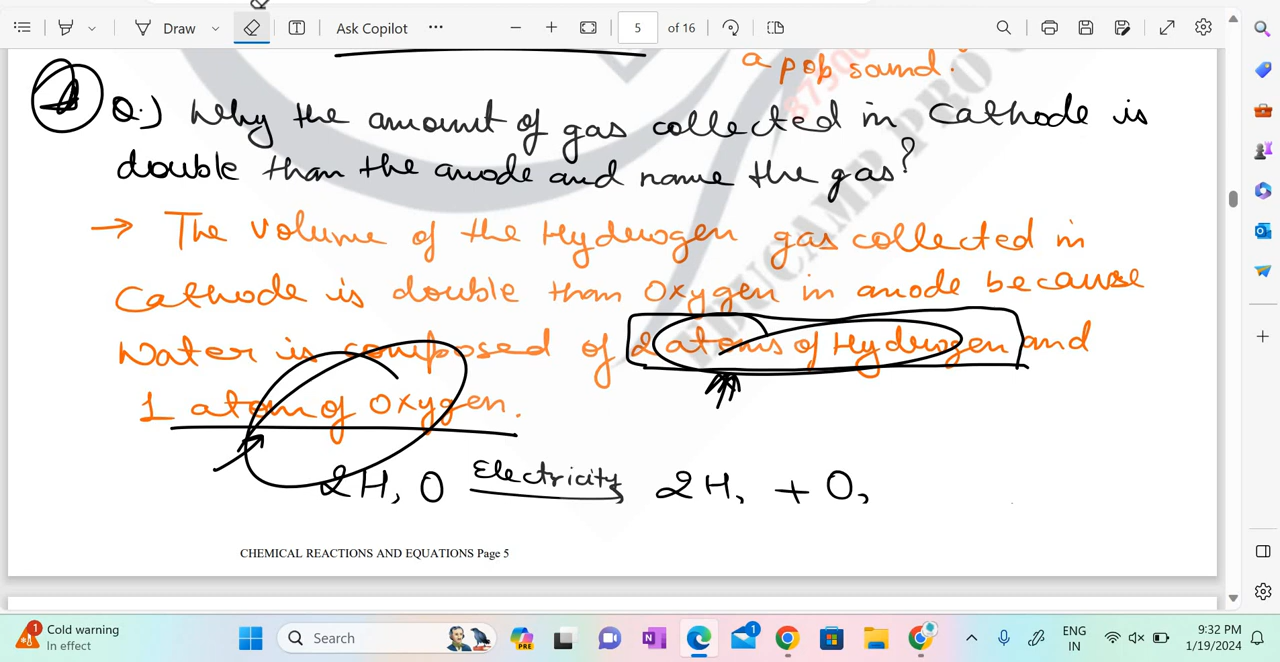 Draw
Ask Copilot
5
of 16
a pop sound.
Q.) Why the amount of gas collected in Cathode is
double than the anode and name the gas?
→ The volume of the Hydrogen gas collected in
Cathode is double than Oxygen in anode because
Water is composed of 2 atoms of Hydrogen and
1 atom of Oxygen.
2H₂O Electricity 2H₂ + O₂
CHEMICAL REACTIONS AND EQUATIONS Page 5
Cold warning
In effect
Search
PRE
ENG
IN
9:32 PM
1/19/2024